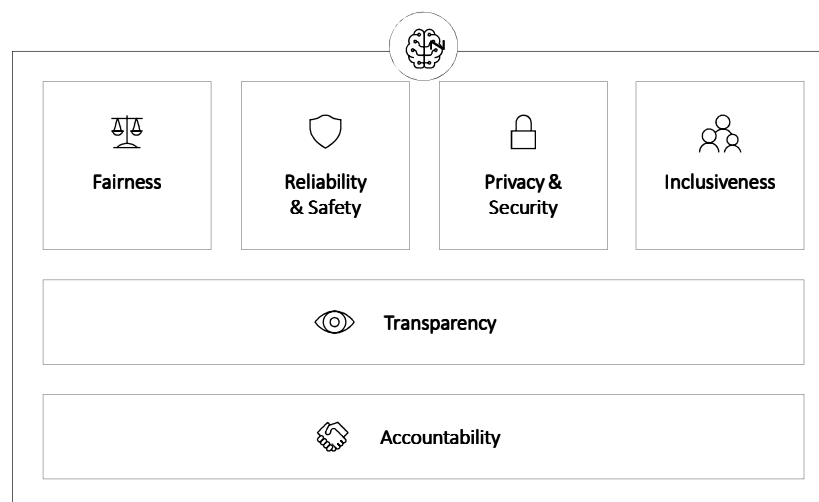 Fairness
Reliability
& Safety
Privacy &
Security
Inclusiveness
Transparency
Accountability